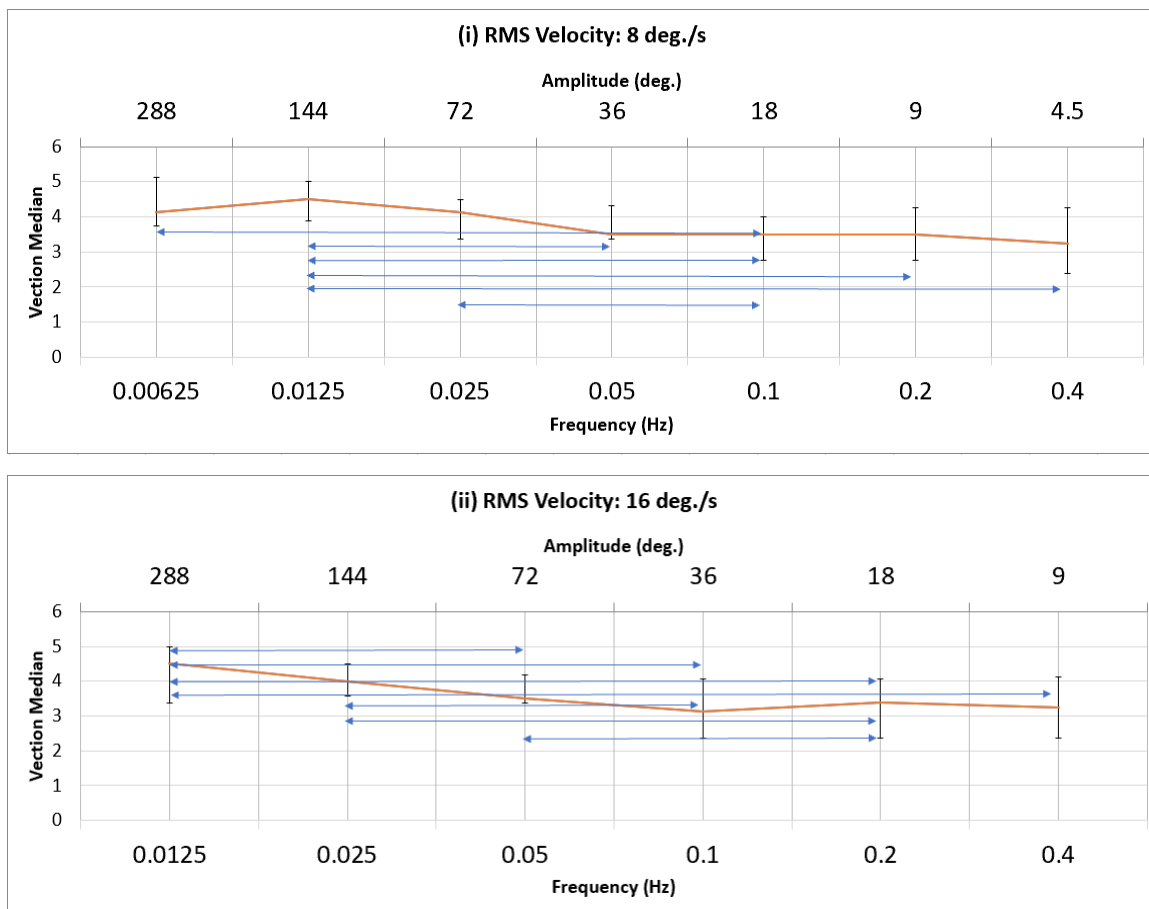 (i) RMS Velocity: 8 deg./s
Amplitude (deg.)
288 144 72 36 18 9 4.5
6
5
4
3
2
1
0
Vection Median
0.00625 0.0125 0.025 0.05 0.1 0.2 0.4
Frequency (Hz)
(ii) RMS Velocity: 16 deg./s
Amplitude (deg.)
288 144 72 36 18 9
6
5
4
3
2
1
0
Vection Median
0.0125 0.025 0.05 0.1 0.2 0.4
Frequency (Hz)